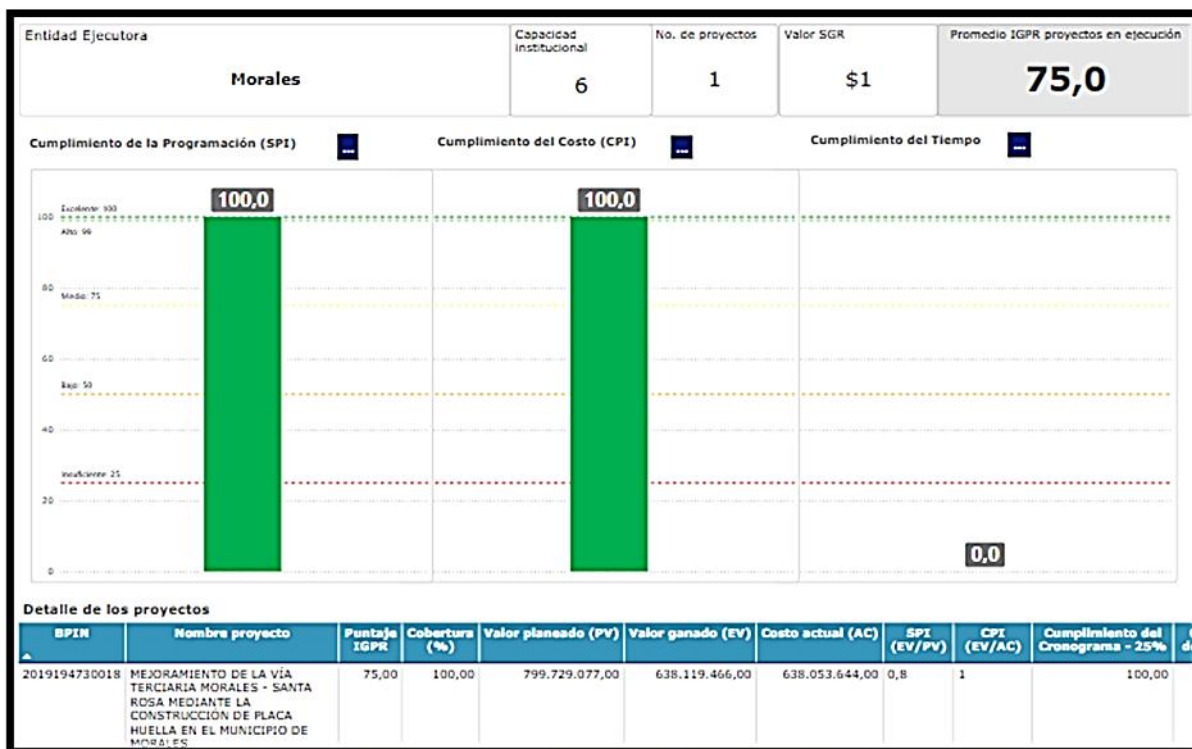 Entidad Ejecutora
Morales
Capacidad
institucional
6
No. de proyectos
1
Valor SGR
$1
Promedio IGPR proyectos en ejecución
75,0
Cumplimiento de la Programación (SPI)
...
Cumplimiento del Costo (CPI)
...
Cumplimiento del Tiempo
...
100,0
100,0
0,0
100
Excelente: 100
Alto: 99
80
Medio: 75
60
Bajo: 50
40
Insuficiente: 25
20
0
Detalle de los proyectos
BPIN
Nombre proyecto
Puntaje
IGPR
Cobertura
(%)
Valor planeado (PV)
Valor ganado (EV)
Costo actual (AC)
SPI
(EV/PV)
CPI
(EV/AC)
Cumplimiento del
Cronograma - 25%
2019194730018
MEJORAMIENTO DE LA VÍA
TERCIARIA MORALES - SANTA
ROSA MEDIANTE LA
CONSTRUCCIÓN DE PLACA
HUELLA EN EL MUNICIPIO DE
MORALES
75,00
100,00
799.729.077,00
638.119.466,00
638.053.644,00
0,8
1
100,00